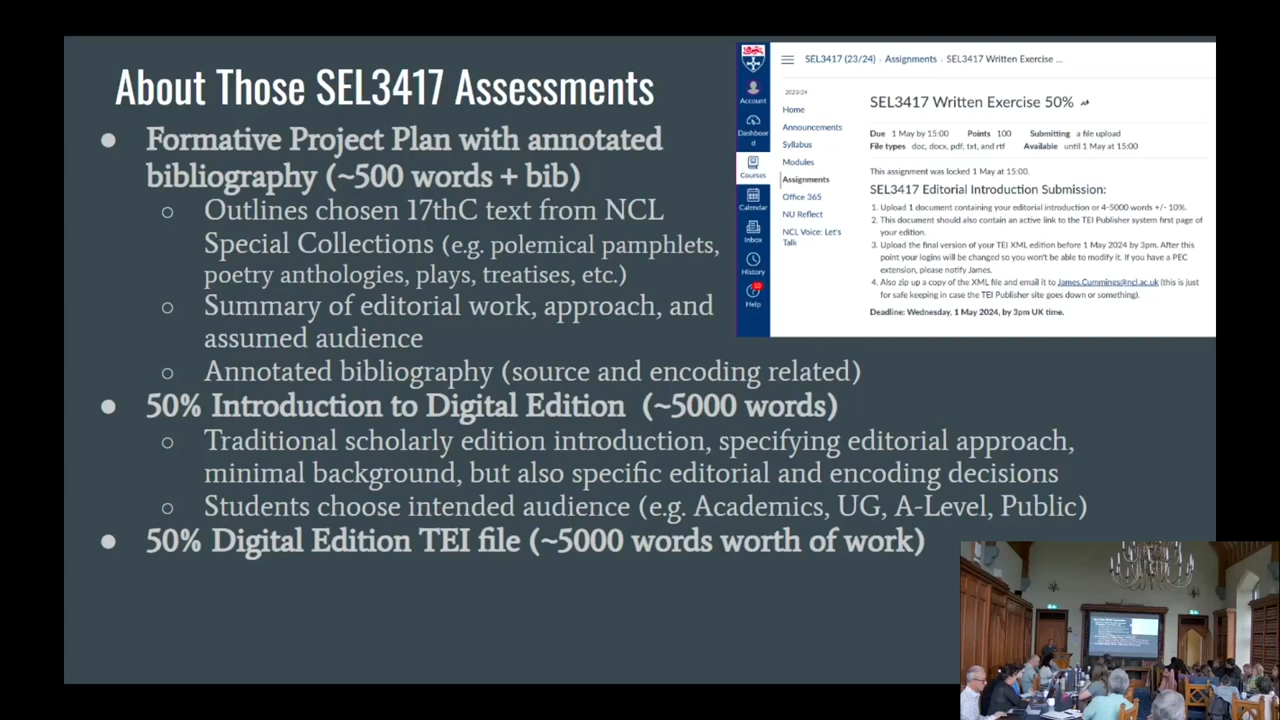 About Those SEL3417 Assessments
● Formative Project Plan with annotated
bibliography (~500 words + bib)
○ Outlines chosen 17thC text from NCL
Special Collections (e.g. polemical pamphlets,
poetry anthologies, plays, treatises, etc.)
○ Summary of editorial work, approach, and
assumed audience
○ Annotated bibliography (source and encoding related)
● 50% Introduction to Digital Edition (~5000 words)
○ Traditional scholarly edition introduction, specifying editorial approach,
minimal background, but also specific editorial and encoding decisions
○ Students choose intended audience (e.g. Academics, UG, A-Level, Public)
● 50% Digital Edition TEI file (~5000 words worth of work)
Account
Dashboar
d
Courses
Calendar
Inbox
History
10
Help
SEL3417 (23/24) › Assignments › SEL3417 Written Exercise ...
2023/24
Home
Announcements
Syllabus
Modules
Assignments
Office 365
NU Reflect
NCL Voice: Let's
Talk
SEL3417 Written Exercise 50%
Due 1 May by 15:00 Points 100 Submitting a file upload
File types doc, docx, pdf, txt, and rtf Available until 1 May at 15:00
This assignment was locked 1 May at 15:00.
SEL3417 Editorial Introduction Submission:
1. Upload 1 document containing your editorial introduction or 4-5000 words +/- 10%.
2. This document should also contain an active link to the TEI Publisher system first page of
your edition.
3. Upload the final version of your TEI XML edition before 1 May 2024 by 3pm. After this
point your logins will be changed so you won't be able to modify it. If you have a PEC
extension, please notify James.
4. Also zip up a copy of the XML file and email it to James.Cummings@ncl.ac.uk (this is just
for safe keeping in case the TEI Publisher site goes down or something).
Deadline: Wednesday, 1 May 2024, by 3pm UK time.